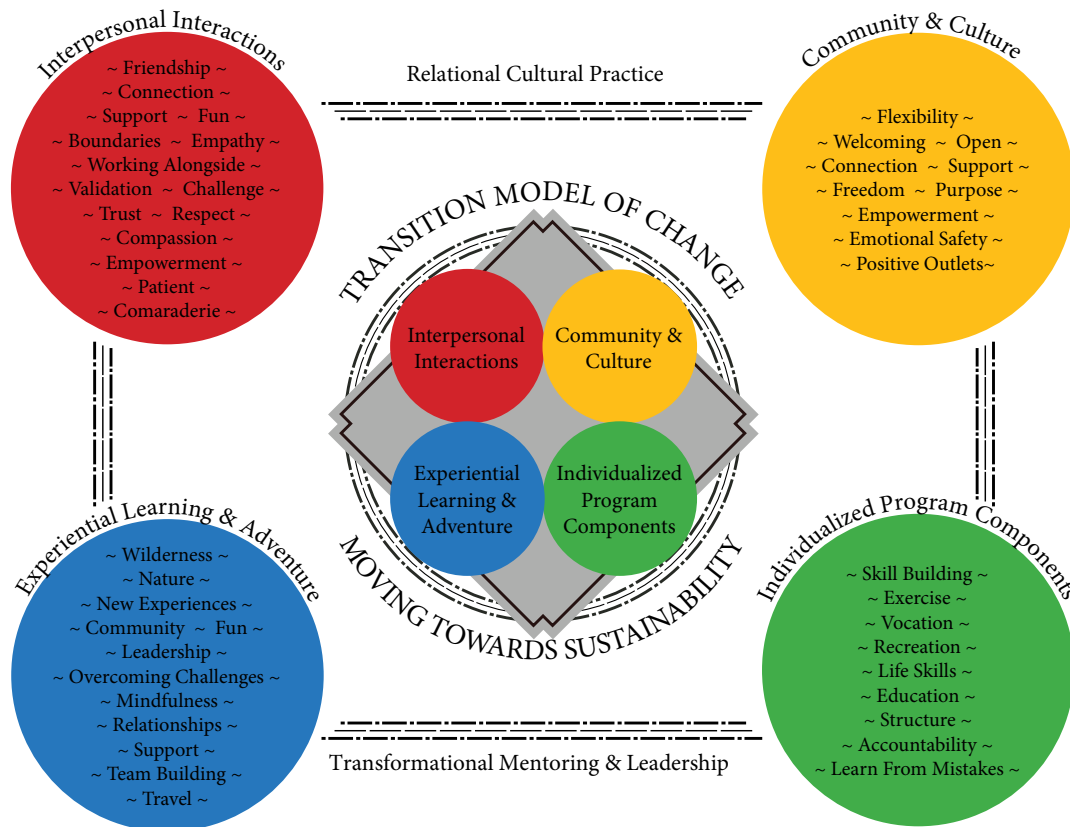 Interpersonal Interactions
~ Friendship ~
~ Connection ~
~ Support ~ Fun ~
~ Boundaries ~ Empathy ~
~ Working Alongside ~
~ Validation ~ Challenge ~
~ Trust ~ Respect ~
~ Compassion ~
~ Empowerment ~
~ Patient ~
~ Comaraderie ~
Relational Cultural Practice
Community & Culture
~ Flexibility ~
~ Welcoming ~ Open ~
~ Connection ~ Support ~
~ Freedom ~ Purpose ~
~ Empowerment ~
~ Emotional Safety ~
~ Positive Outlets~
TRANSITION MODEL OF CHANGE
Interpersonal
Interactions
Community &
Culture
Experiential
Learning &
Adventure
Individualized
Program
Components
MOVING TOWARDS SUSTAINABILITY
Experiential Learning & Adventure
~ Wilderness ~
~ Nature ~
~ New Experiences ~
~ Community ~ Fun ~
~ Leadership ~
~ Overcoming Challenges ~
~ Mindfulness ~
~ Relationships ~
~ Support ~
~ Team Building ~
~ Travel ~
Transformational Mentoring & Leadership
Individualized Program Components
~ Skill Building ~
~ Exercise ~
~ Vocation ~
~ Recreation ~
~ Life Skills ~
~ Education ~
~ Structure ~
~ Accountability ~
~ Learn From Mistakes ~